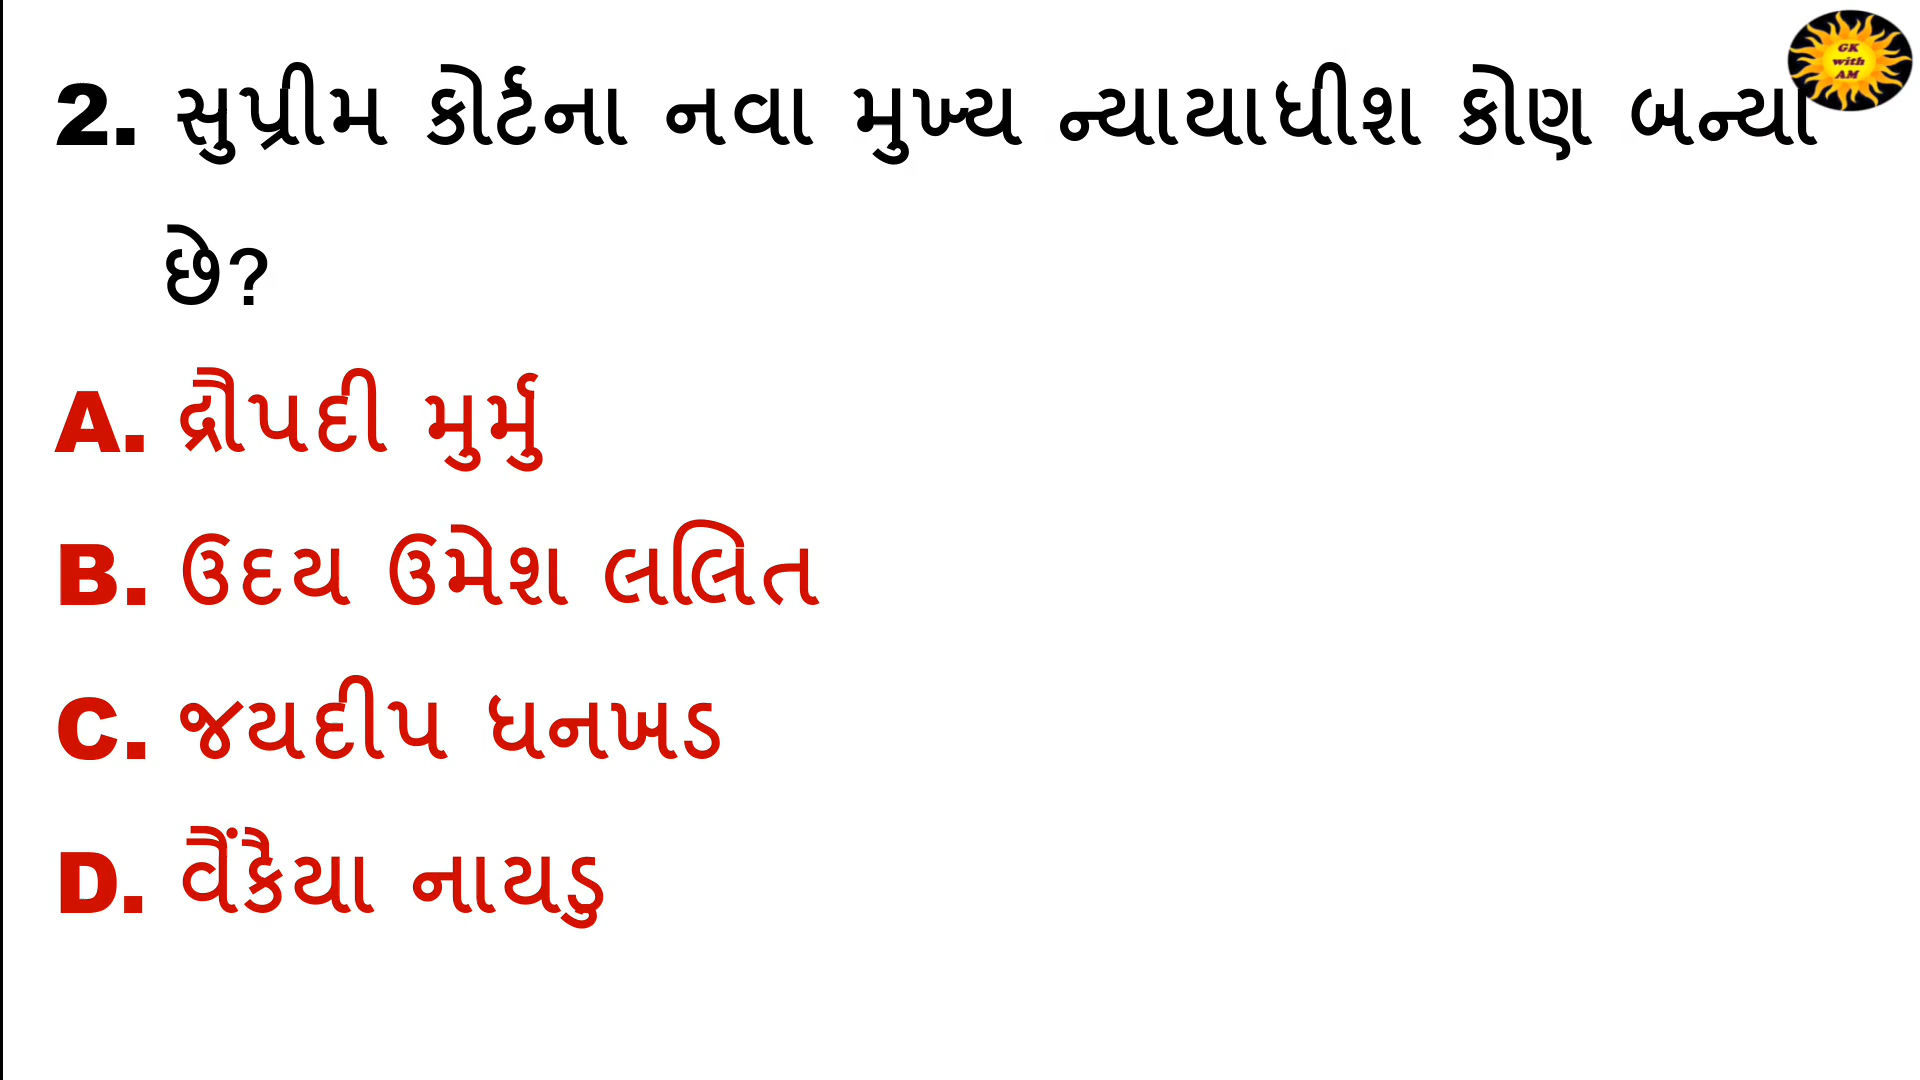 2. સુપ્રીમ કોર્ટના નવા મુખ્ય ન્યાયાધીશ કોણ બન્યા
છે?
A. દ્રૌપદી મુર્મુ
B. ઉદય ઉમેશ લલિત
C. જયદીપ ધનખડ
D. વૈંકૈયા નાયડુ
GK
with
AM